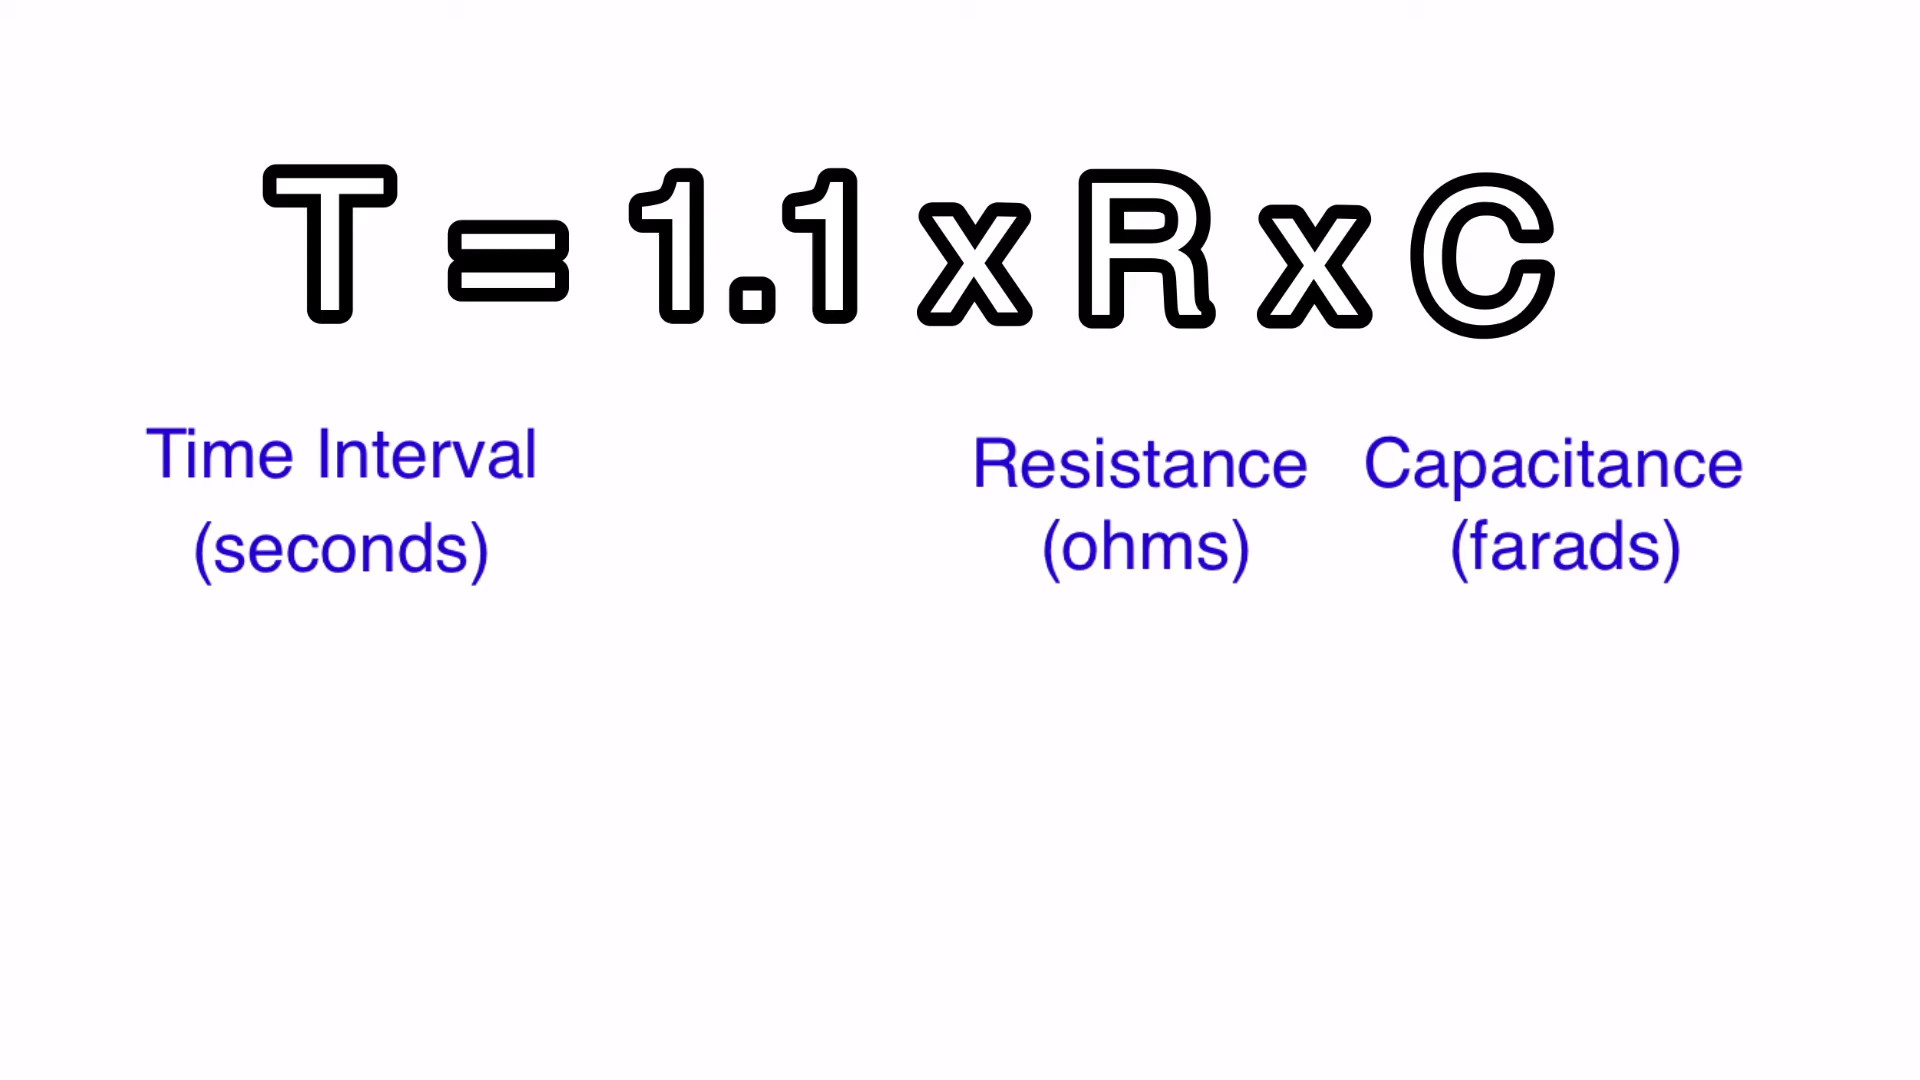 T = 1.1 x R x C
Time Interval Resistance Capacitance
(seconds) (ohms) (farads)